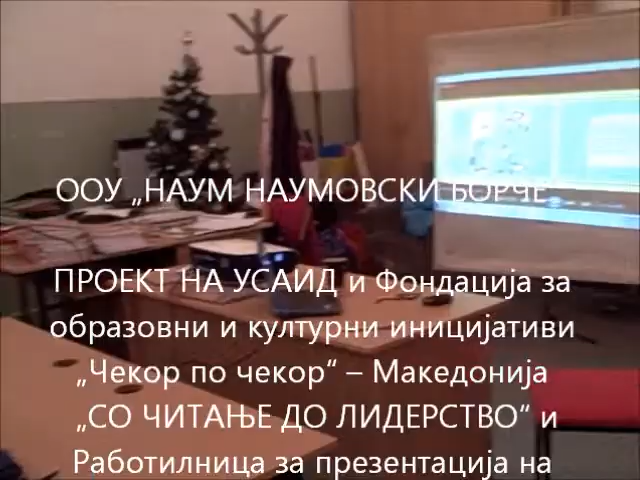 ООУ „НАУМ НАУМОВСКИ БОРЧЕ
ПРОЕКТ НА УСАИД и Фондација за
образовни и културни иницијативи
„Чекор по чекор“ – Македонија
„СО ЧИТАЊЕ ДО ЛИДЕРСТВО“ и
Работилница за презентација на